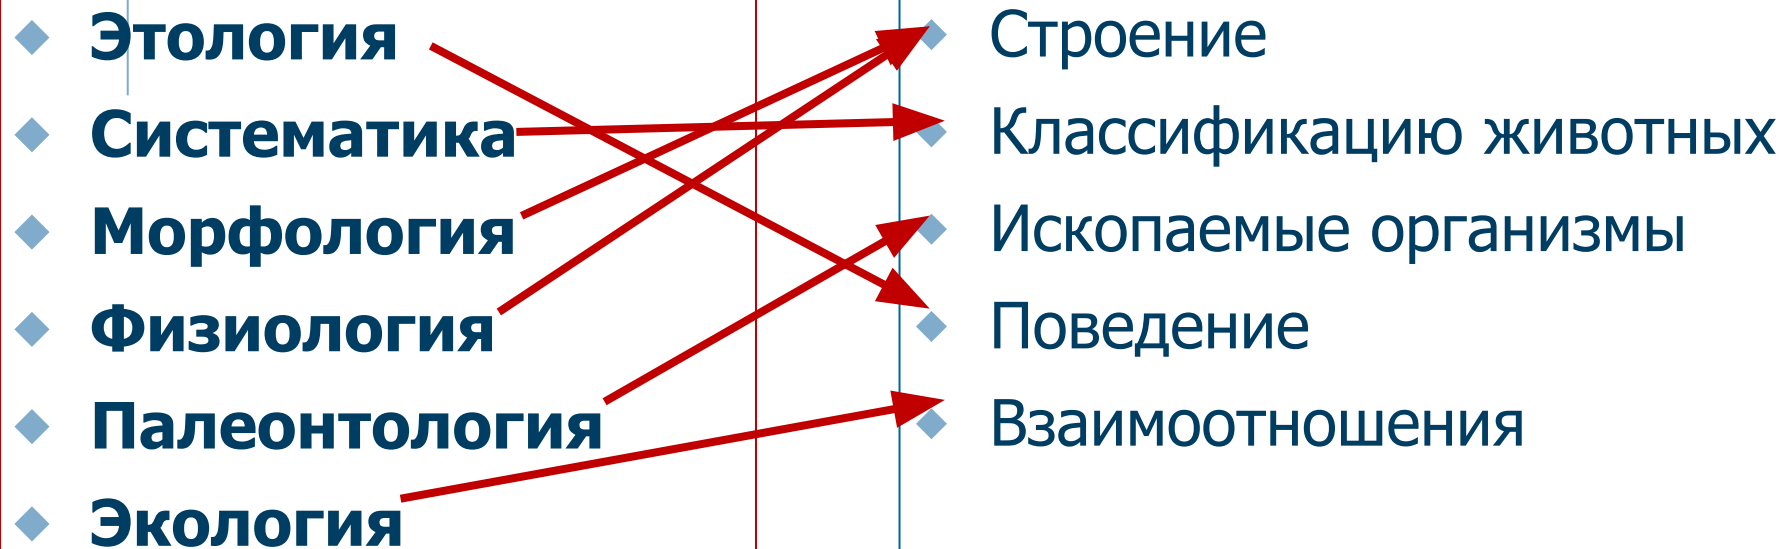 Этология
Систематика
Морфология
Физиология
Палеонтология
Экология
Строение
Классификацию животных
Ископаемые организмы
Поведение
Взаимоотношения